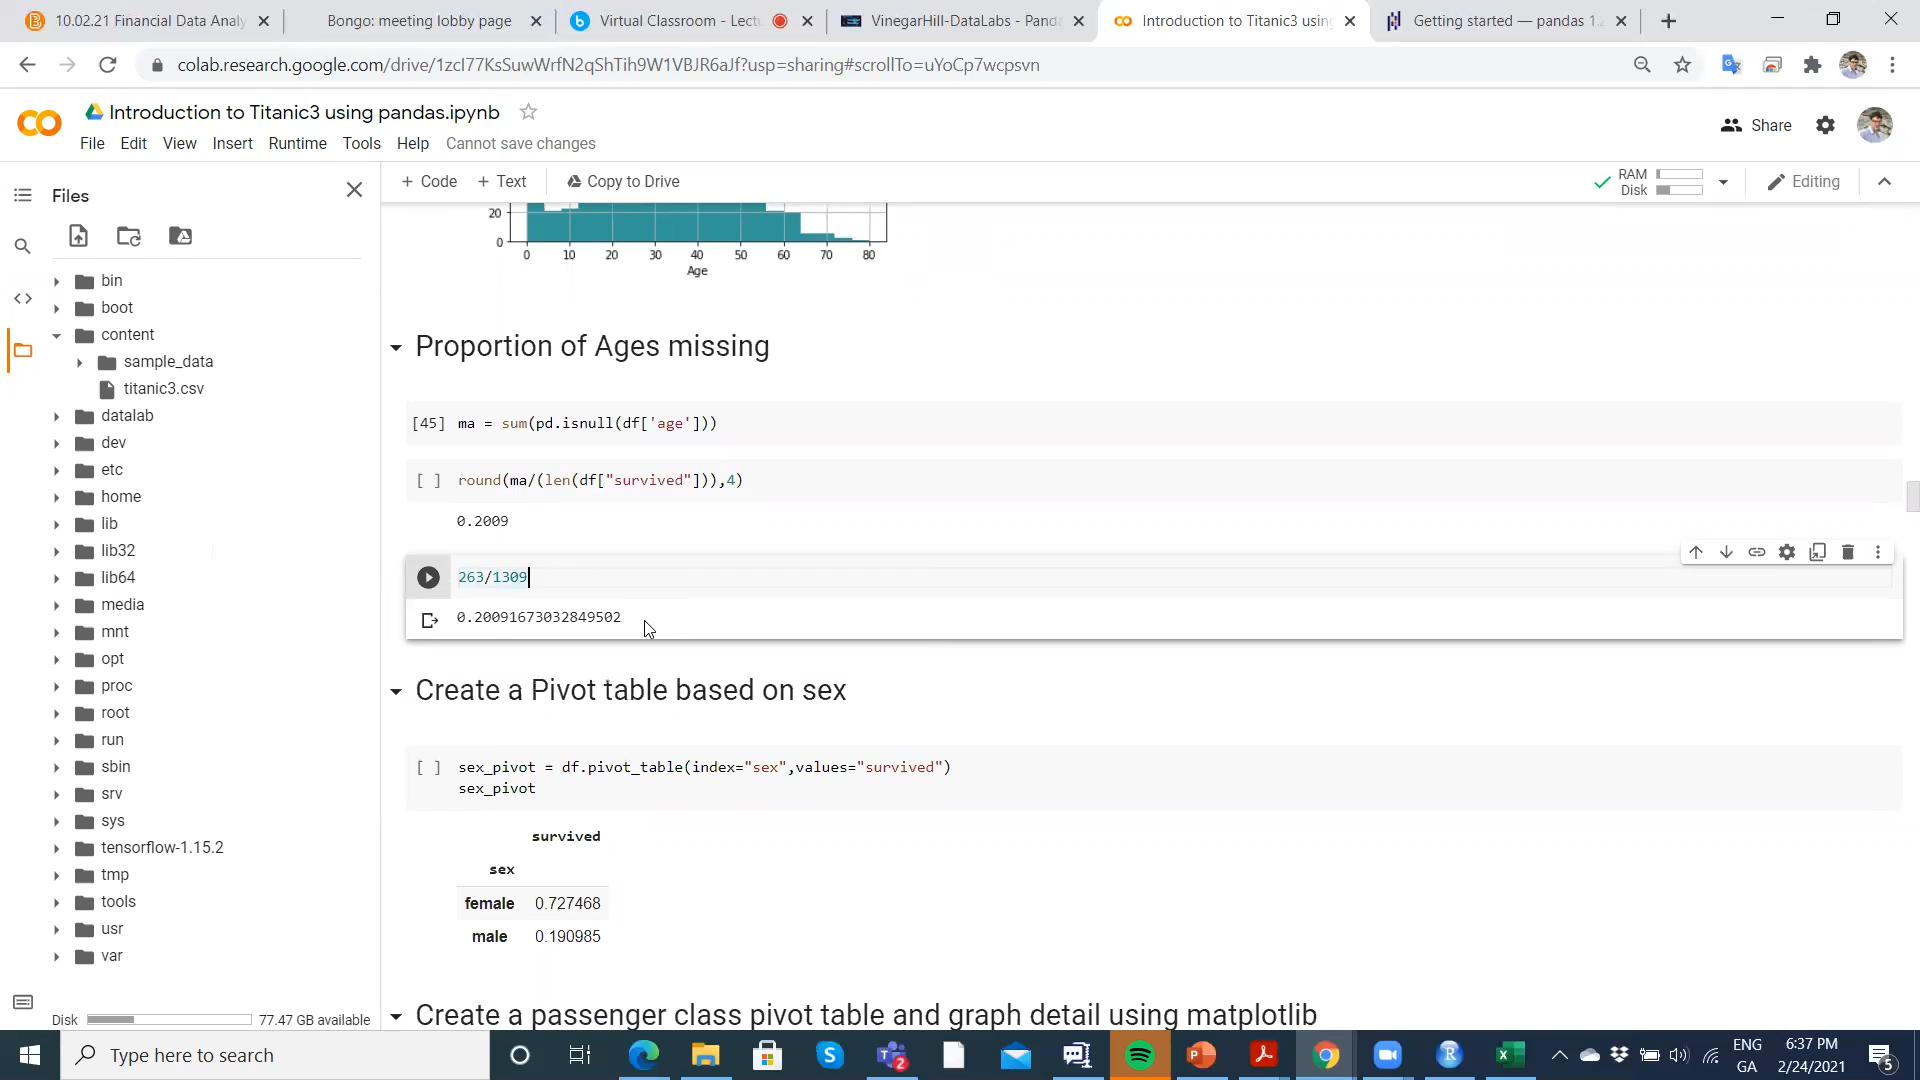 10.02.21 Financial Data Analy
Bongo: meeting lobby page
Virtual Classroom - Lectu
VinegarHill-DataLabs - Panda
Introduction to Titanic3 using
Getting started — pandas 1.2
colab.research.google.com/drive/1zcI77KsSuwWrfN2qShTih9W1VBJR6aJf?usp=sharing#scrollTo=uYoCp7wcpsvn
Introduction to Titanic3 using pandas.ipynb
File Edit View Insert Runtime Tools Help Cannot save changes
Share
Files
+ Code + Text Copy to Drive
RAM
Disk
Editing
bin
boot
content
sample_data
titanic3.csv
datalab
dev
etc
home
lib
lib32
lib64
media
mnt
opt
proc
root
run
sbin
srv
sys
tensorflow-1.15.2
tmp
tools
usr
var
Disk 77.47 GB available
20
0
0 10 20 30 40 50 60 70 80
Age
Proportion of Ages missing
[45] ma = sum(pd.isnull(df['age']))
[ ] round(ma/(len(df["survived"])),4)
0.2009
263/1309
0.20091673032849502
Create a Pivot table based on sex
[ ] sex_pivot = df.pivot_table(index="sex",values="survived")
sex_pivot
survived
sex
female 0.727468
male 0.190985
Create a passenger class pivot table and graph detail using matplotlib
Type here to search
2
ENG
GA
6:37 PM
2/24/2021
5